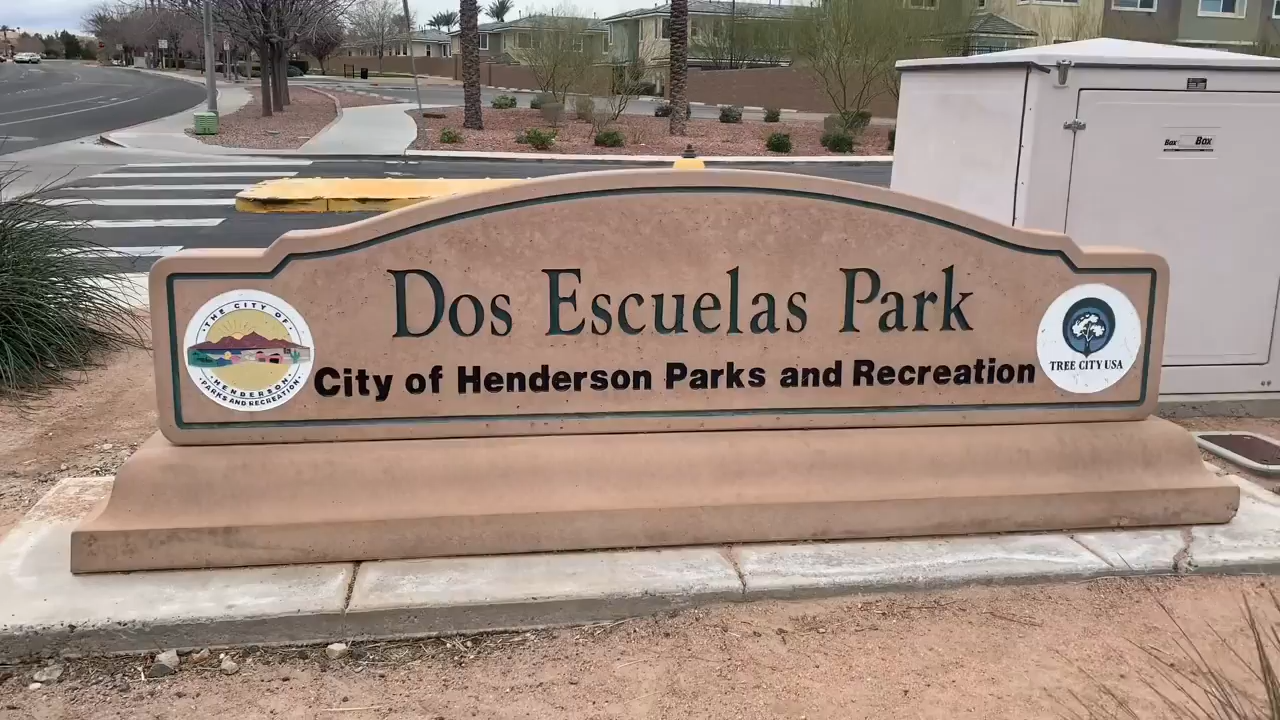 Dos Escuelas Park
City of Henderson Parks and Recreation
· THE CITY OF ·
HENDERSON
PARKS AND RECREATION
TREE CITY USA
Box Box